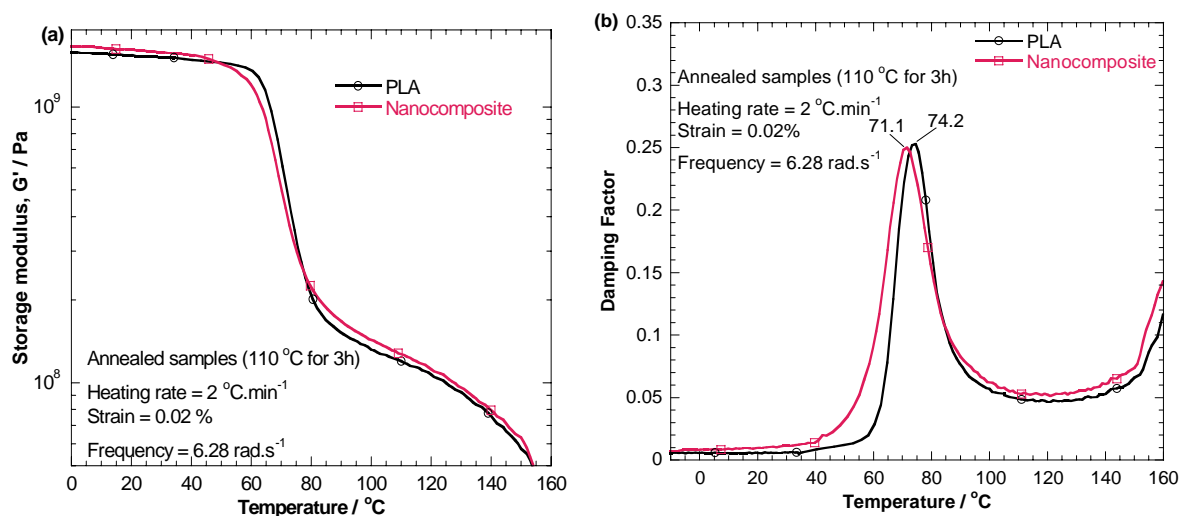 (a)
Storage modulus, G' / Pa
10⁹
10⁸
PLA
Nanocomposite
Annealed samples (110 °C for 3h)
Heating rate = 2 °C.min⁻¹
Strain = 0.02 %
Frequency = 6.28 rad.s⁻¹
0 20 40 60 80 100 120 140 160
Temperature / °C
(b)
Damping Factor
0.35
0.3
0.25
0.2
0.15
0.1
0.05
0
PLA
Nanocomposite
Annealed samples (110 °C for 3h)
Heating rate = 2 °C.min⁻¹
Strain = 0.02%
Frequency = 6.28 rad.s⁻¹
71.1 74.2
0 20 40 60 80 100 120 140 160
Temperature / °C